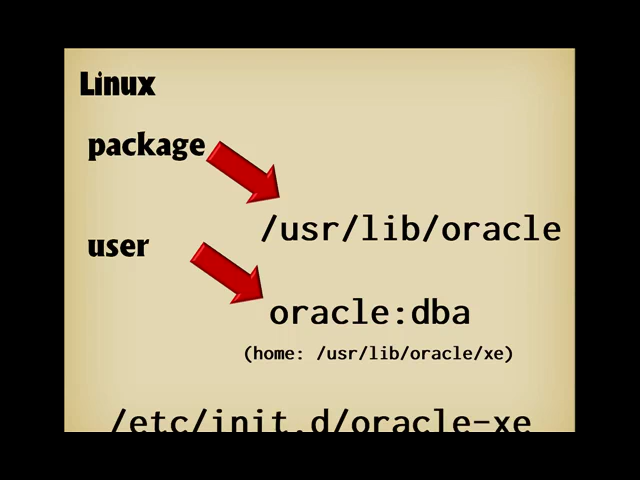 Linux
package
/usr/lib/oracle
user
oracle:dba
(home: /usr/lib/oracle/xe)
/etc/init.d/oracle-xe